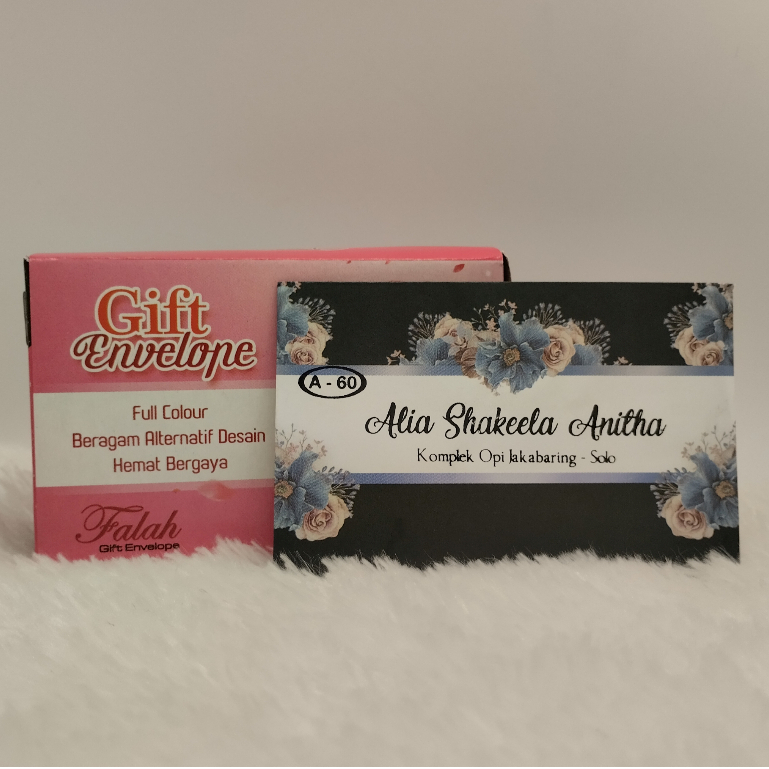 Gift
Envelope
Full Colour
Beragam Alternatif Desain
Hemat Bergaya
Falah
Gift Envelope
A - 60
Alia Shakeela Anitha
Komplek Opi Jakabaring - Solo